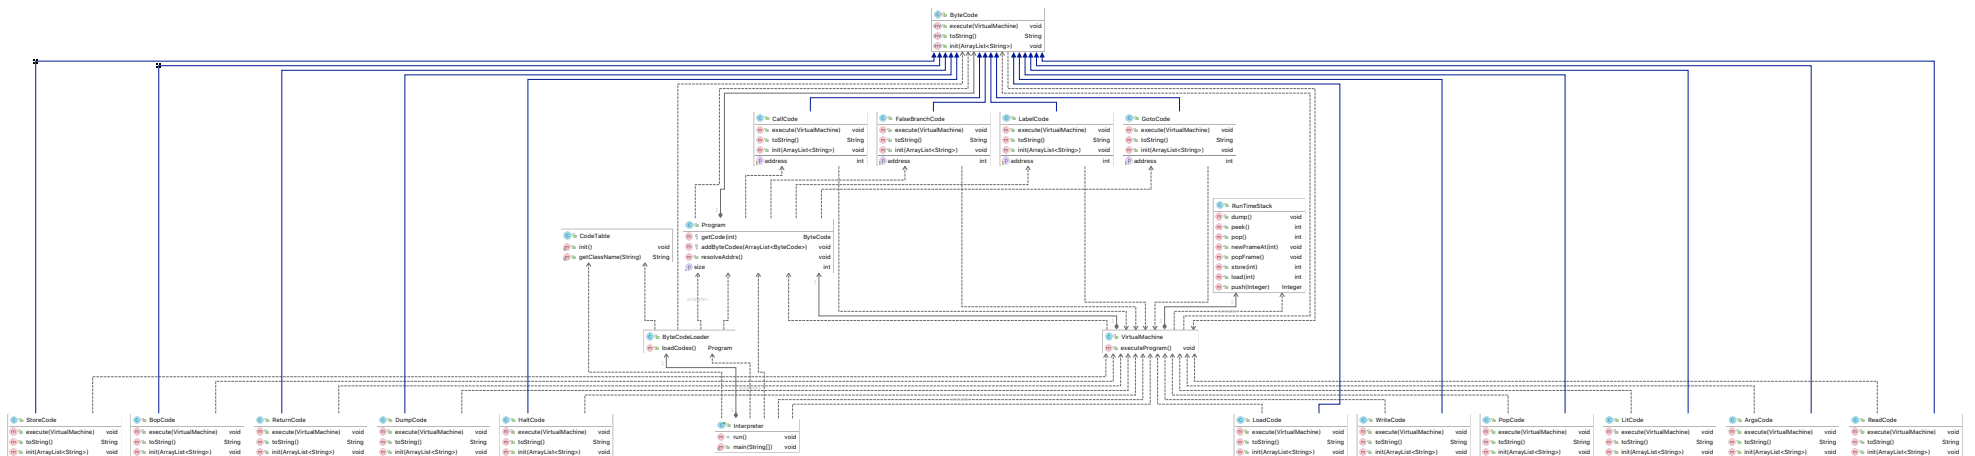 ByteCode
execute(VirtualMachine) void
toString() String
init(ArrayList<String>) void
CallCode
execute(VirtualMachine) void
toString() String
init(ArrayList<String>) void
address int
FalseBranchCode
execute(VirtualMachine) void
toString() String
init(ArrayList<String>) void
address int
LabelCode
execute(VirtualMachine) void
toString() String
init(ArrayList<String>) void
address int
GotoCode
execute(VirtualMachine) void
toString() String
init(ArrayList<String>) void
address int
RunTimeStack
dump() void
peek() int
pop() int
newFrameAt(int) void
popFrame() void
store(int) int
load(int) int
push(Integer) Integer
CodeTable
init() void
getClassName(String) String
Program
getCode(int) ByteCode
addByteCodes(ArrayList<ByteCode>) void
resolveAddrs() void
size int
ByteCodeLoader
loadCodes() Program
VirtualMachine
executeProgram() void
StoreCode
execute(VirtualMachine) void
toString() String
init(ArrayList<String>) void
BopCode
execute(VirtualMachine) void
toString() String
init(ArrayList<String>) void
ReturnCode
execute(VirtualMachine) void
toString() String
init(ArrayList<String>) void
DumpCode
execute(VirtualMachine) void
toString() String
init(ArrayList<String>) void
HaltCode
execute(VirtualMachine) void
toString() String
init(ArrayList<String>) void
Interpreter
run() void
main(String[]) void
LoadCode
execute(VirtualMachine) void
toString() String
init(ArrayList<String>) void
WriteCode
execute(VirtualMachine) void
toString() String
init(ArrayList<String>) void
PopCode
execute(VirtualMachine) void
toString() String
init(ArrayList<String>) void
LitCode
execute(VirtualMachine) void
toString() String
init(ArrayList<String>) void
ArgsCode
execute(VirtualMachine) void
toString() String
init(ArrayList<String>) void
ReadCode
execute(VirtualMachine) void
toString() String
init(ArrayList<String>) void